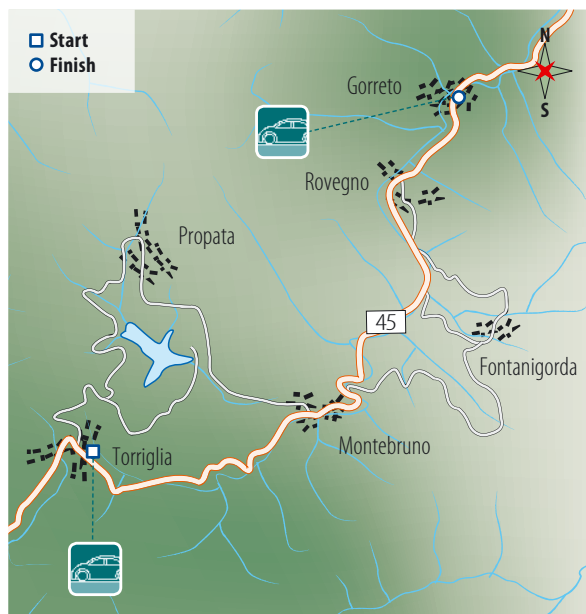 Start
Finish
N
S
Gorreto
Rovegno
Propata
45
Fontanigorda
Montebruno
Torriglia